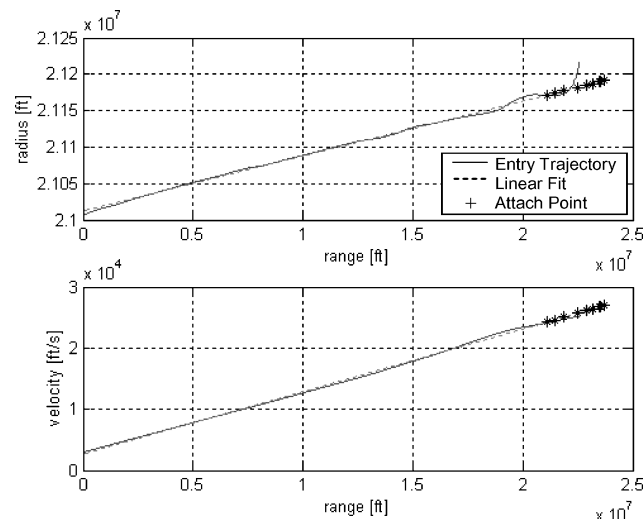 x 10^7
2.125
2.12
2.115
2.11
2.105
2.1
radius [ft]
Entry Trajectory
Linear Fit
Attach Point
0
0.5
1
1.5
2
2.5
range [ft]
x 10^7
x 10^4
3
2
1
0
velocity [ft/s]
0
0.5
1
1.5
2
2.5
range [ft]
x 10^7